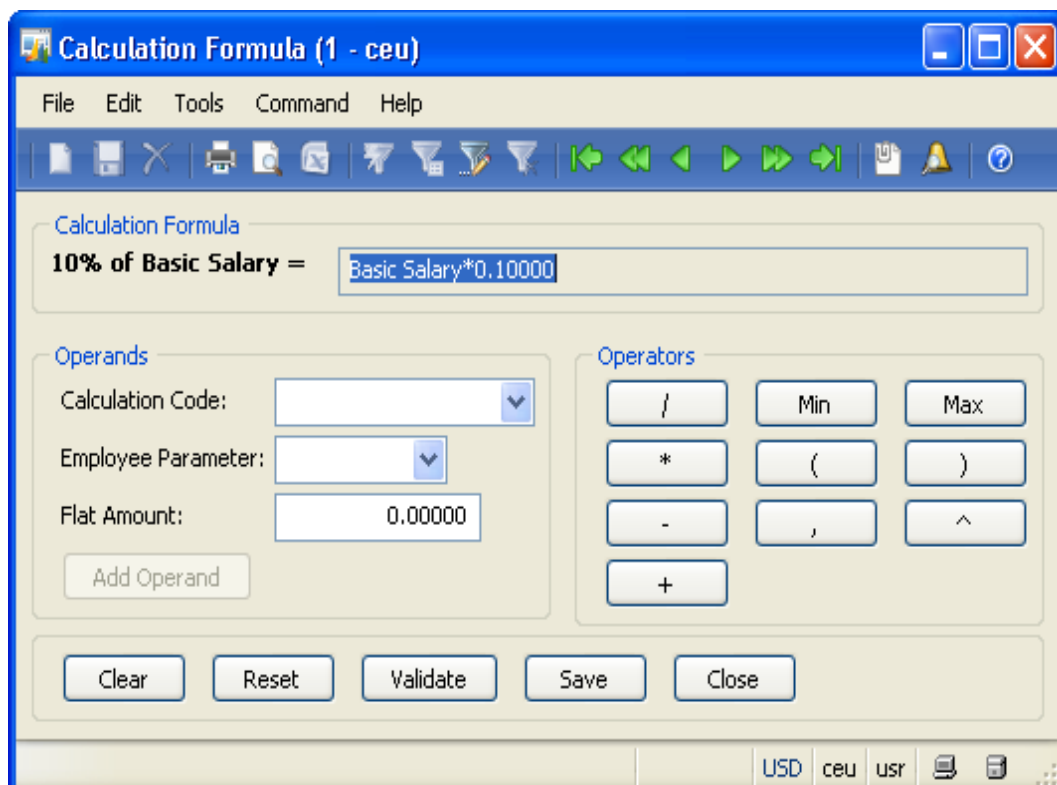 Calculation Formula (1 - ceu)
File Edit Tools Command Help
Calculation Formula
10% of Basic Salary = Basic Salary*0.10000
Operands
Calculation Code:
Employee Parameter:
Flat Amount: 0.00000
Add Operand
Operators
/ Min Max
* ( )
- , ^
+
Clear Reset Validate Save Close
USD ceu usr